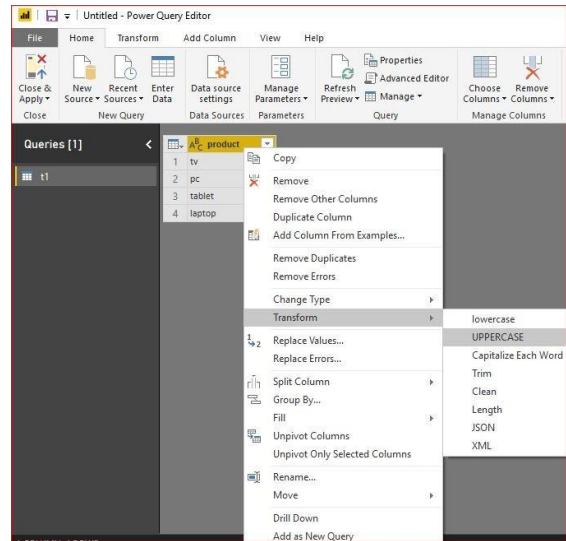 Untitled - Power Query Editor
File Home Transform Add Column View Help
Close & Apply
New Source
Recent Sources
Enter Data
Data source settings
Manage Parameters
Refresh Preview
Properties
Advanced Editor
Manage
Choose Columns
Remove Columns
Close New Query Data Sources Parameters Query Manage Columns
Queries [1]
t1
ABC product
1 tv
2 pc
3 tablet
4 laptop
Copy
Remove
Remove Other Columns
Duplicate Column
Add Column From Examples...
Remove Duplicates
Remove Errors
Change Type
Transform
Replace Values...
Replace Errors...
Split Column
Group By...
Fill
Unpivot Columns
Unpivot Only Selected Columns
Rename...
Move
Drill Down
Add as New Query
lowercase
UPPERCASE
Capitalize Each Word
Trim
Clean
Length
JSON
XML